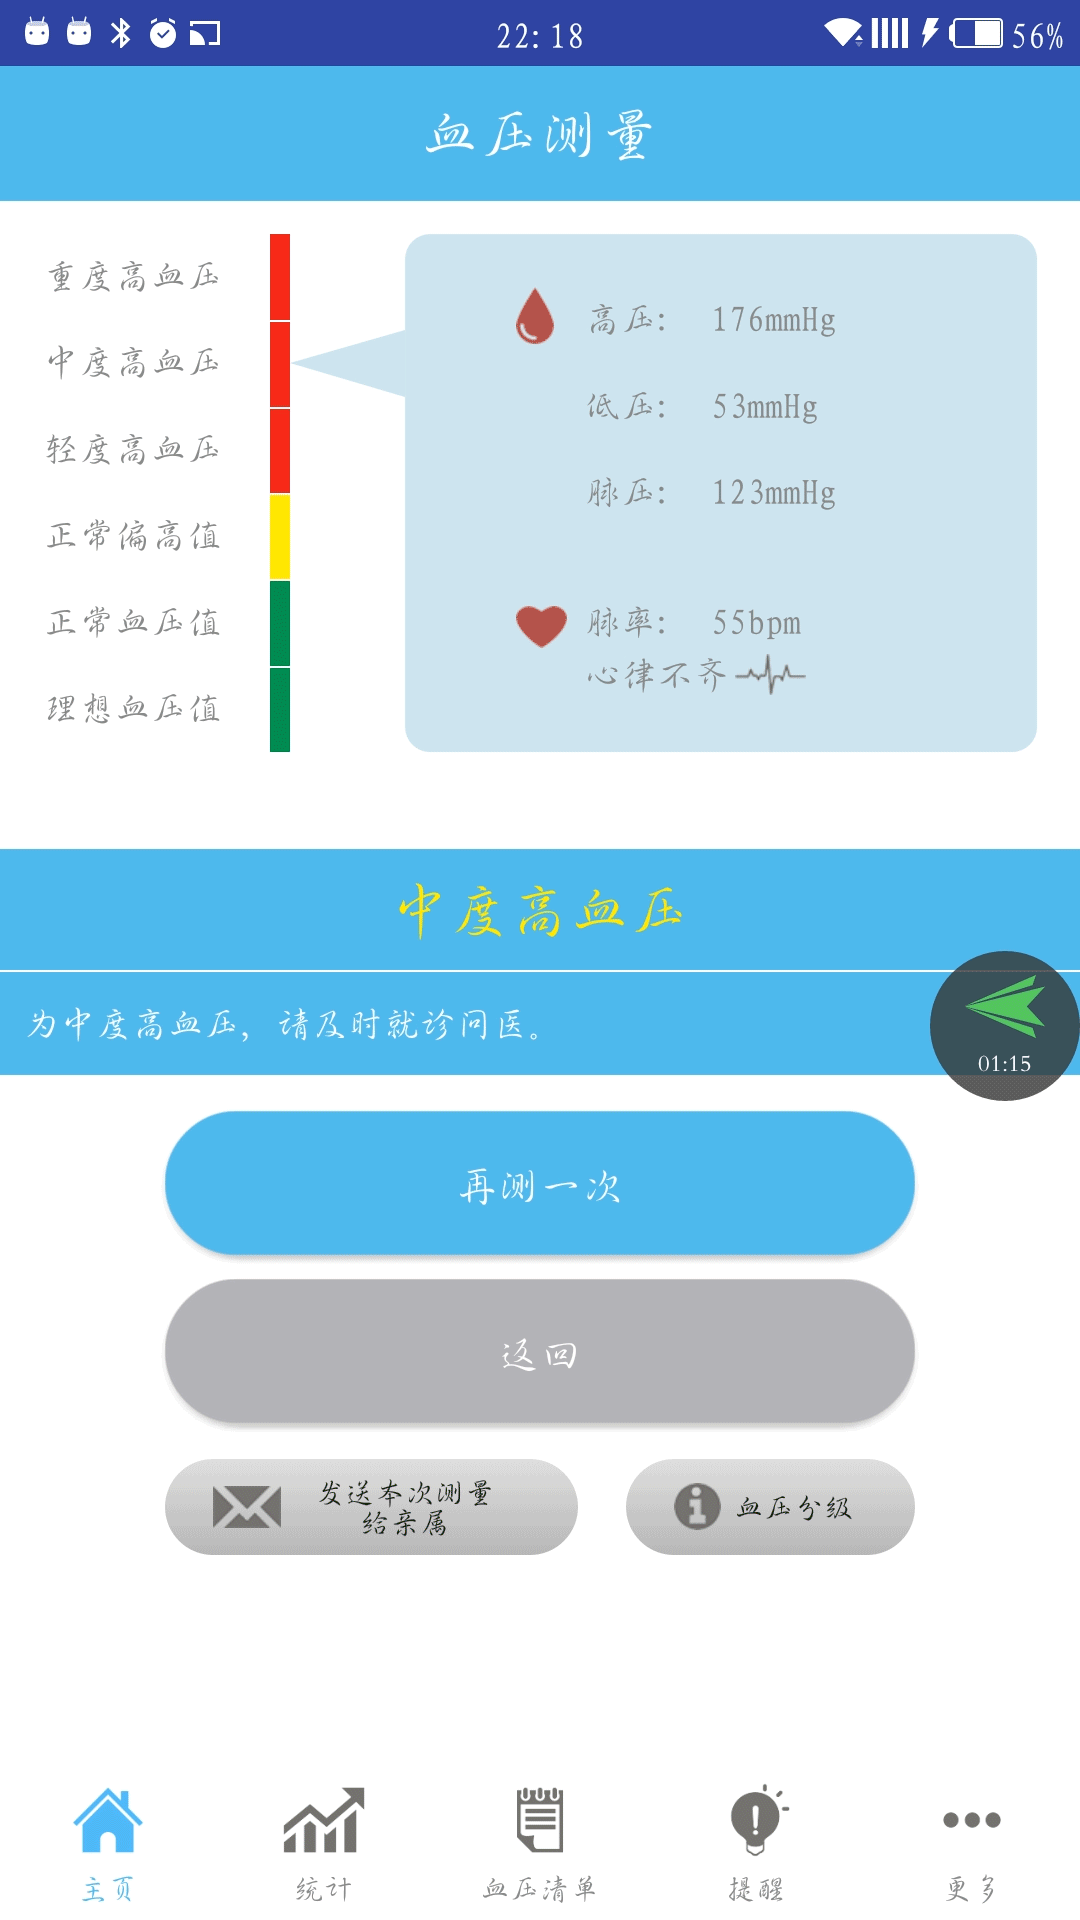 22:18
56%
血压测量
重度高血压
中度高血压
轻度高血压
正常偏高值
正常血压值
理想血压值
高压: 176mmHg
低压: 53mmHg
脉压: 123mmHg
脉率: 55bpm
心律不齐
中度高血压
为中度高血压，请及时就诊问医。
01:15
再测一次
返回
发送本次测量
给亲属
血压分级
主页
统计
血压清单
提醒
更多